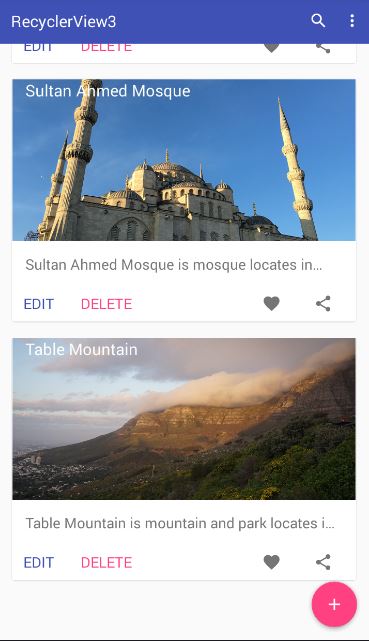 RecyclerView3
EDIT DELETE
Sultan Ahmed Mosque
Sultan Ahmed Mosque is mosque locates in...
EDIT DELETE
Table Mountain
Table Mountain is mountain and park locates i...
EDIT DELETE